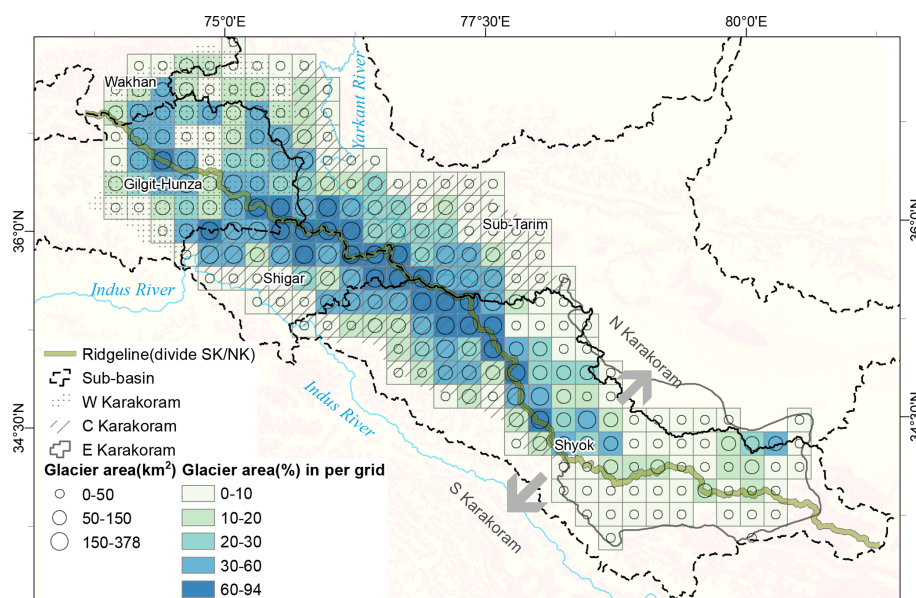 75°0'E
77°30'E
80°0'E
Wakhan
Yarkant River
Gilgit-Hunza
36°0'N
36°0'N
Sub-Tarim
Shigar
Indus River
N Karakoram
Indus River
34°30'N
34°30'N
Shyok
S Karakoram
Ridgeline(divide SK/NK)
Sub-basin
W Karakoram
C Karakoram
E Karakoram
Glacier area(km²) Glacier area(%) in per grid
0-50 0-10
50-150 10-20
150-378 20-30
30-60
60-94